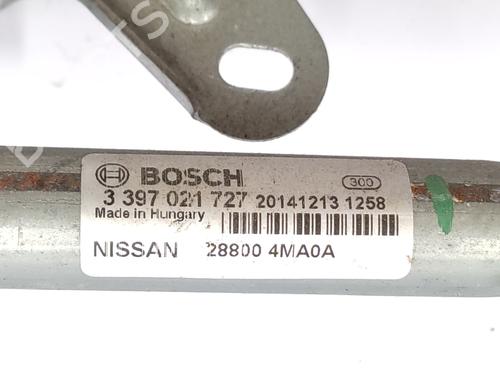 BOSCH 300
3 397 021 727 20141213 1258
Made in Hungary
NISSAN 28800 4MA0A